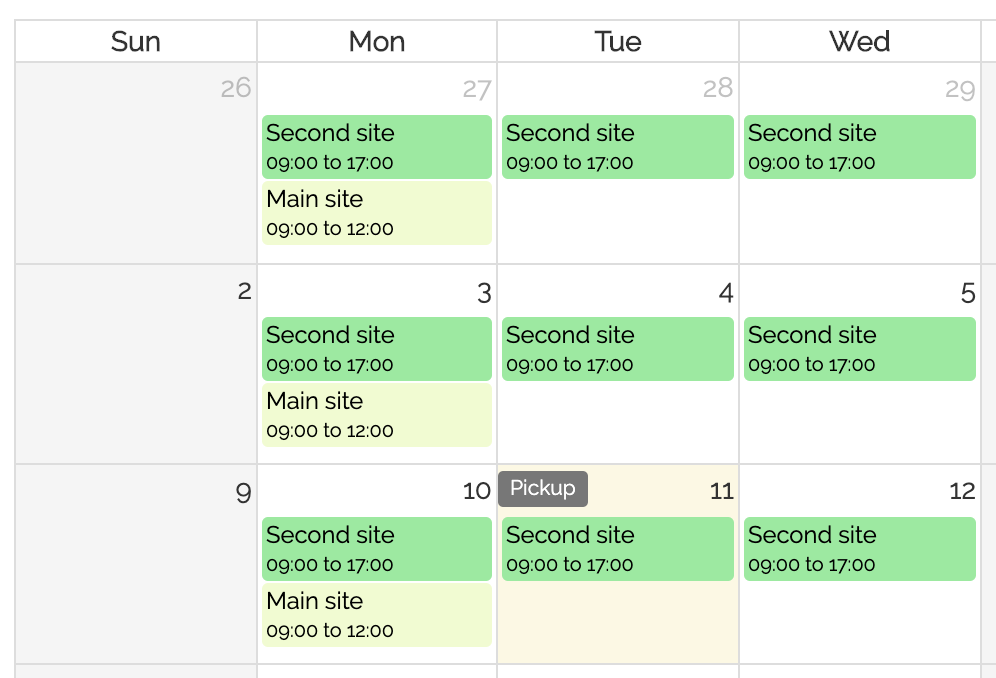 Sun Mon Tue Wed
26 27 28 29
Second site Second site Second site
09:00 to 17:00 09:00 to 17:00 09:00 to 17:00
Main site
09:00 to 12:00
2 3 4 5
Second site Second site Second site
09:00 to 17:00 09:00 to 17:00 09:00 to 17:00
Main site
09:00 to 12:00
9 10 Pickup 11 12
Second site Second site Second site
09:00 to 17:00 09:00 to 17:00 09:00 to 17:00
Main site
09:00 to 12:00